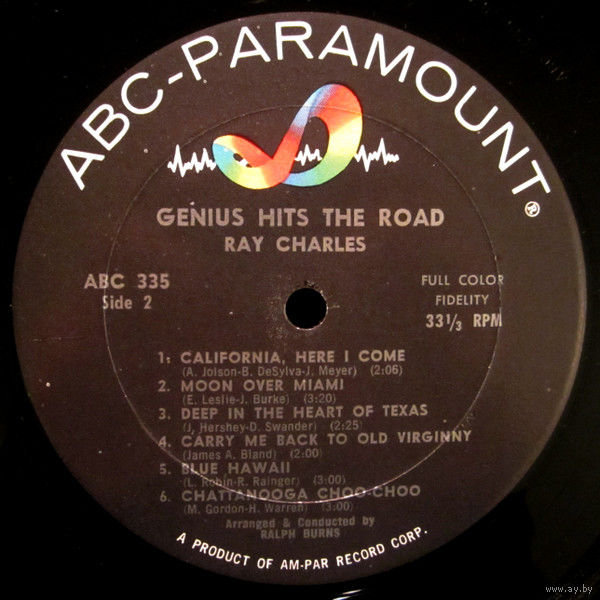 ABC-PARAMOUNT®
GENIUS HITS THE ROAD
RAY CHARLES
ABC 335
Side 2
FULL COLOR
FIDELITY
33 1/3 RPM
1. CALIFORNIA, HERE I COME
(A. Jolson-B. DeSylva-J. Meyer) (2:06)
2. MOON OVER MIAMI
(E. Leslie-J. Burke) (3:20)
3. DEEP IN THE HEART OF TEXAS
(J. Hershey-D. Swander) (2:25)
4. CARRY ME BACK TO OLD VIRGINNY
(James A. Bland) (2:00)
5. BLUE HAWAII
(L. Robin-R. Rainger) (3:00)
6. CHATTANOOGA CHOO-CHOO
(M. Gordon-H. Warren) (3:00)
Arranged & Conducted by
RALPH BURNS
A PRODUCT OF AM-PAR RECORD CORP.
www.ay.by